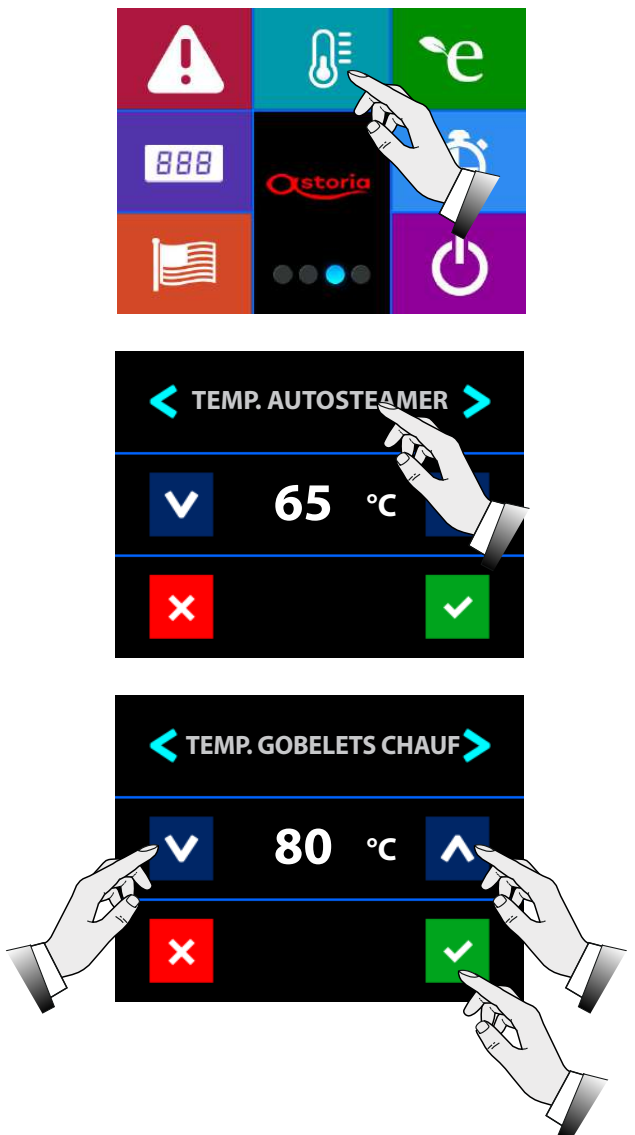 e
888
astoria
TEMP. AUTOSTEAMER
65 °C
TEMP. GOBELETS CHAUF
80 °C